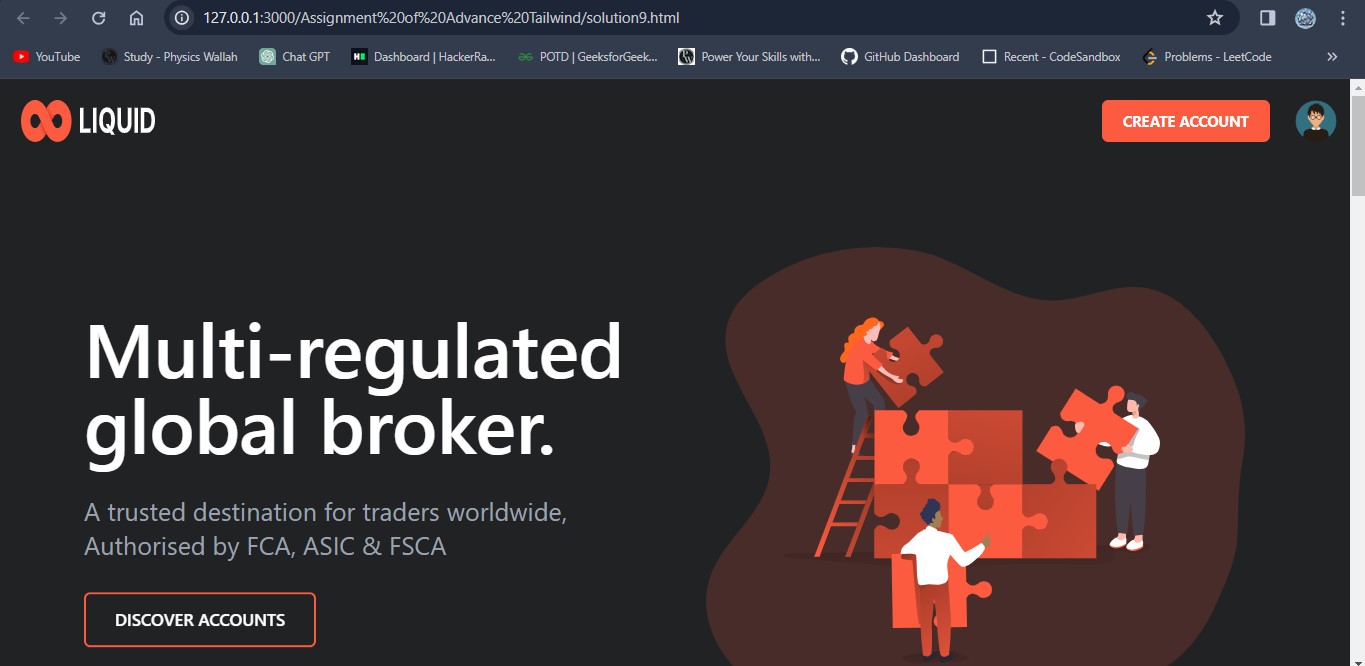 127.0.0.1:3000/Assignment%20of%20Advance%20Tailwind/solution9.html
YouTube Study - Physics Wallah Chat GPT Dashboard | HackerRa... POTD | GeeksforGeek... Power Your Skills with... GitHub Dashboard Recent - CodeSandbox Problems - LeetCode
LIQUID CREATE ACCOUNT
Multi-regulated
global broker.
A trusted destination for traders worldwide,
Authorised by FCA, ASIC & FSCA
DISCOVER ACCOUNTS